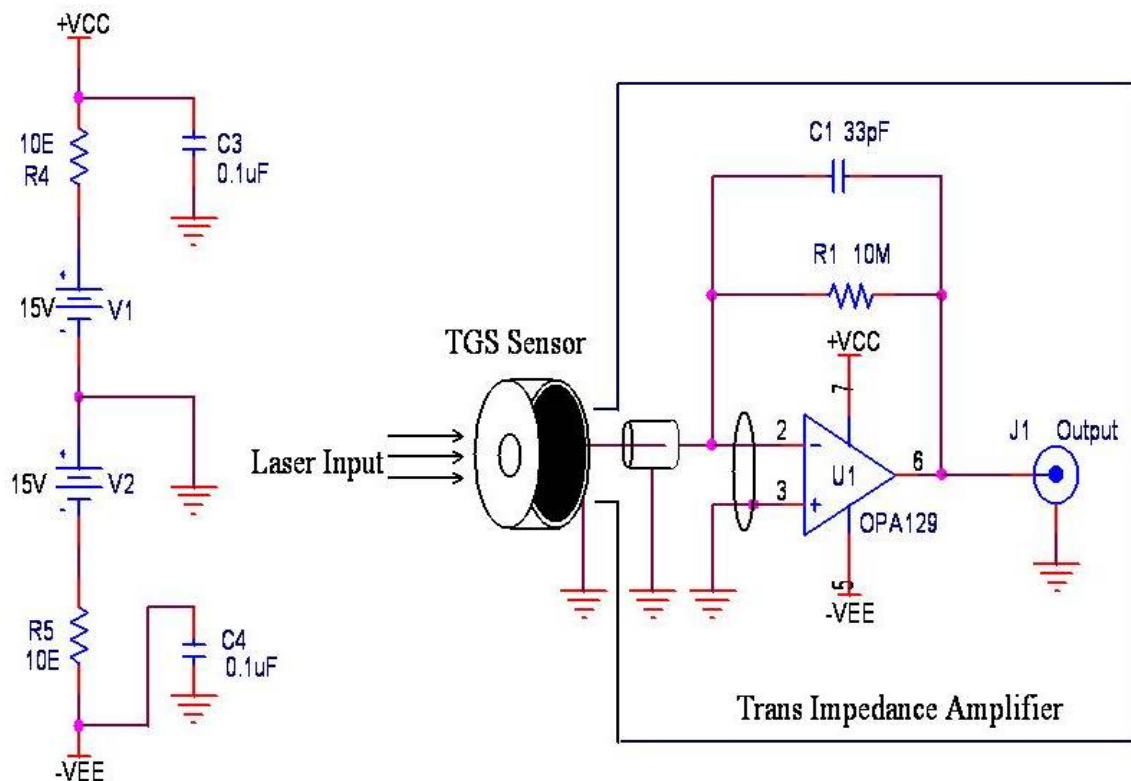 +VCC
10E
R4
C3
0.1uF
+
15V
V1
-
+
15V
V2
-
R5
10E
C4
0.1uF
-VEE
TGS Sensor
Laser Input
C1 33pF
R1 10M
+VCC
7
2
-
3
+
U1
6
OPA129
5
-VEE
J1 Output
Trans Impedance Amplifier